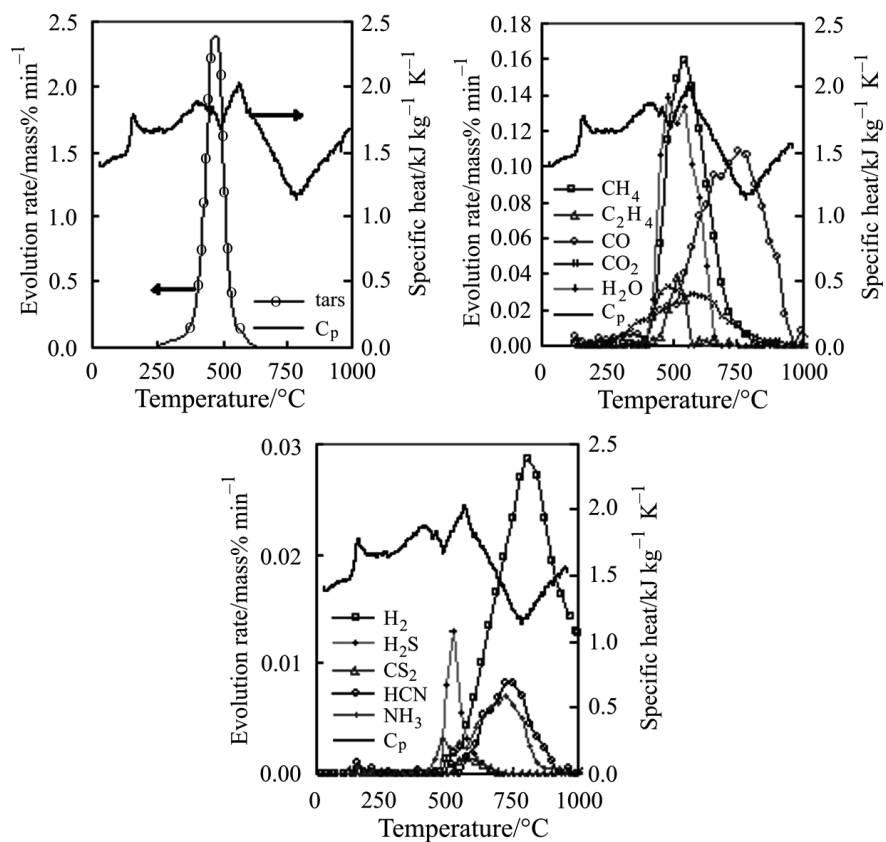 2.5
2.0
1.5
1.0
0.5
0.0
Evolution rate/mass% min⁻¹
2.5
2.0
1.5
1.0
0.5
0.0
Specific heat/kJ kg⁻¹ K⁻¹
tars
Cₚ
0 250 500 750 1000
Temperature/°C
0.18
0.16
0.14
0.12
0.10
0.08
0.06
0.04
0.02
0.00
Evolution rate/mass% min⁻¹
2.5
2.0
1.5
1.0
0.5
0.0
Specific heat/kJ kg⁻¹ K⁻¹
CH₄
C₂H₄
CO
CO₂
H₂O
Cₚ
0 250 500 750 1000
Temperature/°C
0.03
0.02
0.01
0.00
Evolution rate/mass% min⁻¹
2.5
2.0
1.5
1.0
0.5
0.0
Specific heat/kJ kg⁻¹ K⁻¹
H₂
H₂S
CS₂
HCN
NH₃
Cₚ
0 250 500 750 1000
Temperature/°C